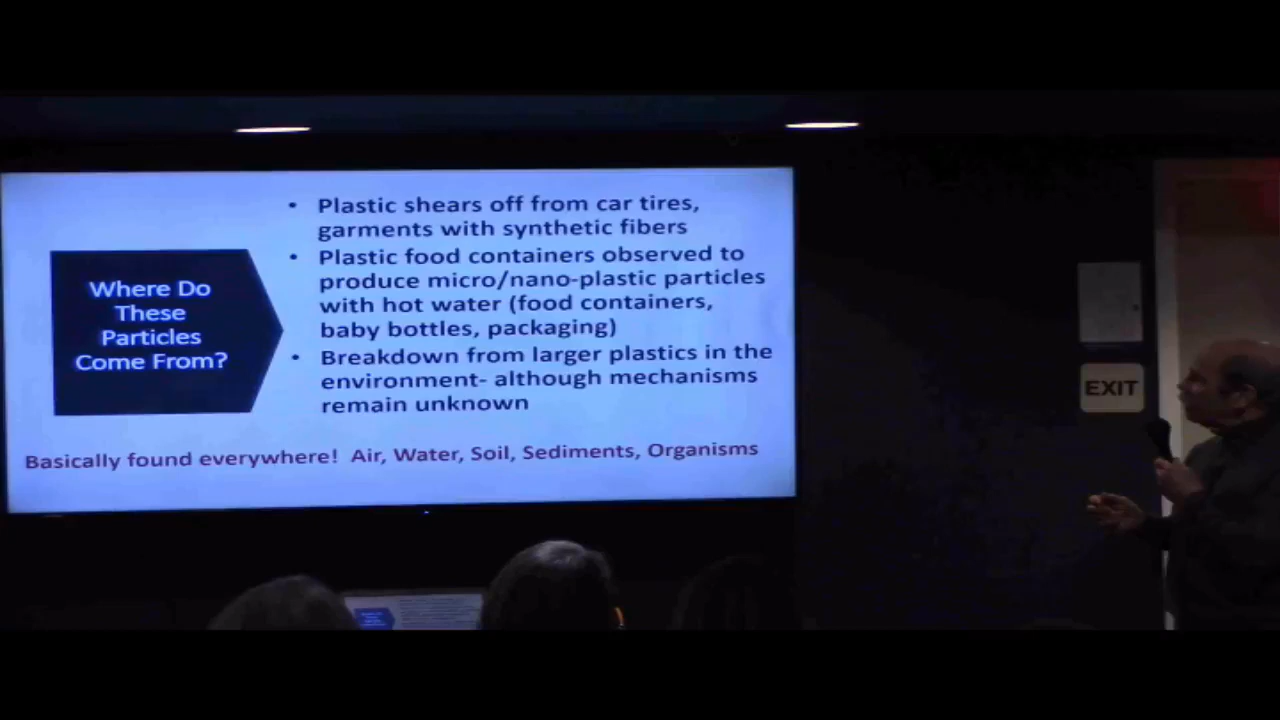 Where Do
These
Particles
Come From?
• Plastic shears off from car tires,
garments with synthetic fibers
• Plastic food containers observed to
produce micro/nano-plastic particles
with hot water (food containers,
baby bottles, packaging)
• Breakdown from larger plastics in the
environment- although mechanisms
remain unknown
Basically found everywhere! Air, Water, Soil, Sediments, Organisms
EXIT